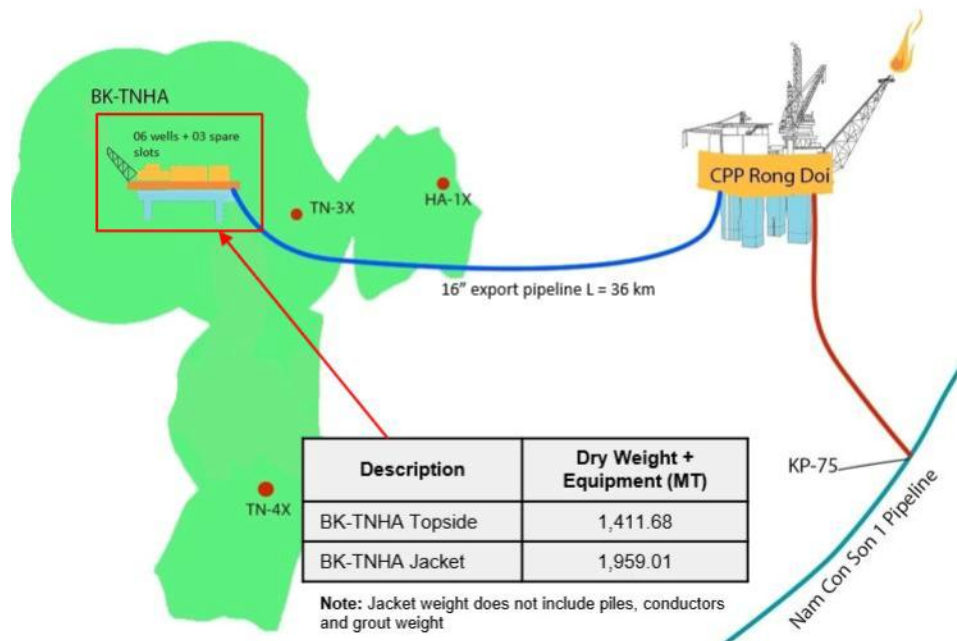 BK-TNHA
06 wells + 03 spare
slots
TN-3X
HA-1X
CPP Rong Doi
16” export pipeline L = 36 km
KP-75
Nam Con Son 1 Pipeline
TN-4X
Description
Dry Weight +
Equipment (MT)
BK-TNHA Topside
1,411.68
BK-TNHA Jacket
1,959.01
Note: Jacket weight does not include piles, conductors
and grout weight